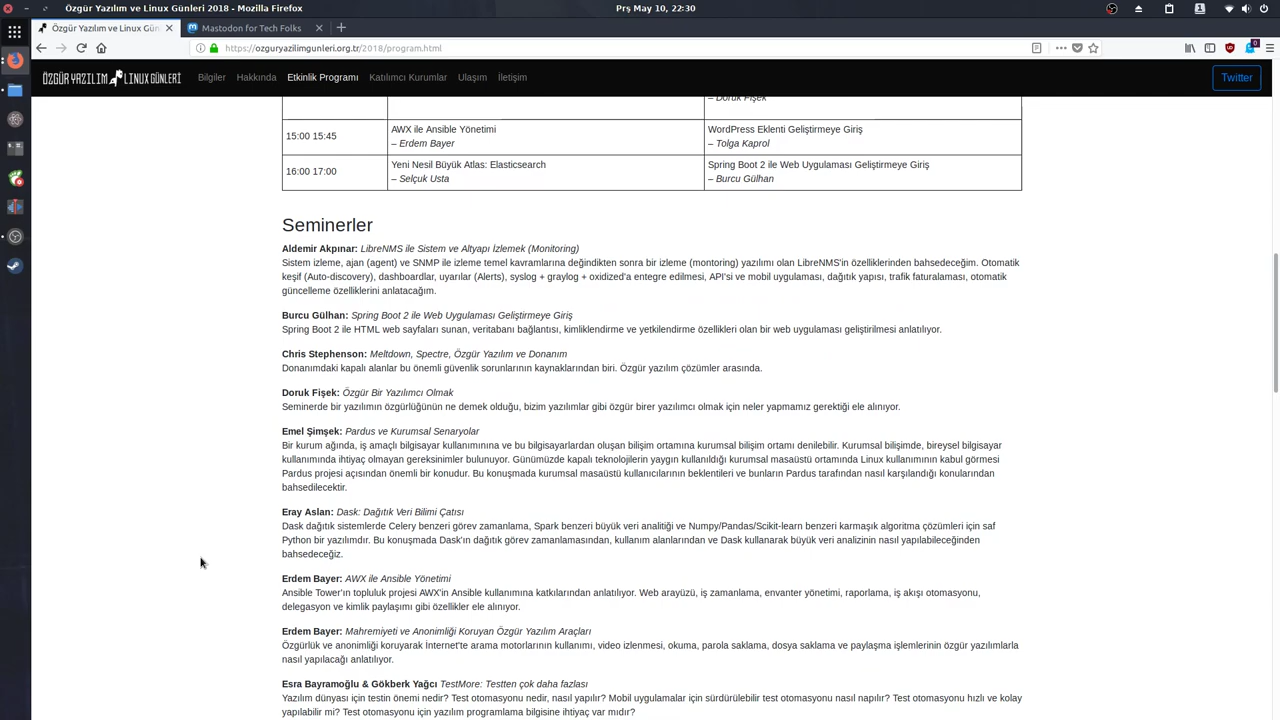 Özgür Yazılım ve Linux Günleri 2018 - Mozilla Firefox
Prş May 10, 22:30
1
Özgür Yazılım ve Linux Gün
Mastodon for Tech Folks
https://ozguryazilimgunleri.org.tr/2018/program.html
0
ÖZGÜR YAZILIM LINUX GÜNLERİ
Bilgiler
Hakkında
Etkinlik Programı
Katılımcı Kurumlar
Ulaşım
İletişim
Twitter
– Doruk Fişek
15:00 15:45
AWX ile Ansible Yönetimi
– Erdem Bayer
WordPress Eklenti Geliştirmeye Giriş
– Tolga Kaprol
16:00 17:00
Yeni Nesil Büyük Atlas: Elasticsearch
– Selçuk Usta
Spring Boot 2 ile Web Uygulaması Geliştirmeye Giriş
– Burcu Gülhan
Seminerler
Aldemir Akpınar: LibreNMS ile Sistem ve Altyapı İzlemek (Monitoring)
Sistem izleme, ajan (agent) ve SNMP ile izleme temel kavramlarına değindikten sonra bir izleme (montoring) yazılımı olan LibreNMS'in özelliklerinden bahsedeceğim. Otomatik
keşif (Auto-discovery), dashboardlar, uyarılar (Alerts), syslog + graylog + oxidized'a entegre edilmesi, API'si ve mobil uygulaması, dağıtık yapısı, trafik faturalaması, otomatik
güncelleme özelliklerini anlatacağım.
Burcu Gülhan: Spring Boot 2 ile Web Uygulaması Geliştirmeye Giriş
Spring Boot 2 ile HTML web sayfaları sunan, veritabanı bağlantısı, kimliklendirme ve yetkilendirme özellikleri olan bir web uygulaması geliştirilmesi anlatılıyor.
Chris Stephenson: Meltdown, Spectre, Özgür Yazılım ve Donanım
Donanımdaki kapalı alanlar bu önemli güvenlik sorunlarının kaynaklarından biri. Özgür yazılım çözümler arasında.
Doruk Fişek: Özgür Bir Yazılımcı Olmak
Seminerde bir yazılımın özgürlüğünün ne demek olduğu, bizim yazılımlar gibi özgür birer yazılımcı olmak için neler yapmamız gerektiği ele alınıyor.
Emel Şimşek: Pardus ve Kurumsal Senaryolar
Bir kurum ağında, iş amaçlı bilgisayar kullanımınına ve bu bilgisayarlardan oluşan bilişim ortamına kurumsal bilişim ortamı denilebilir. Kurumsal bilişimde, bireysel bilgisayar
kullanımında ihtiyaç olmayan gereksinimler bulunuyor. Günümüzde kapalı teknolojilerin yaygın kullanıldığı kurumsal masaüstü ortamında Linux kullanımının kabul görmesi
Pardus projesi açısından önemli bir konudur. Bu konuşmada kurumsal masaüstü kullanıcılarının beklentileri ve bunların Pardus tarafından nasıl karşılandığı konularından
bahsedilecektir.
Eray Aslan: Dask: Dağıtık Veri Bilimi Çatısı
Dask dağıtık sistemlerde Celery benzeri görev zamanlama, Spark benzeri büyük veri analitiği ve Numpy/Pandas/Scikit-learn benzeri karmaşık algoritma çözümleri için saf
Python bir yazılımdır. Bu konuşmada Dask'ın dağıtık görev zamanlamasından, kullanım alanlarından ve Dask kullanarak büyük veri analizinin nasıl yapılabileceğinden
bahsedeceğiz.
Erdem Bayer: AWX ile Ansible Yönetimi
Ansible Tower'ın topluluk projesi AWX'in Ansible kullanımına katkılarından anlatılıyor. Web arayüzü, iş zamanlama, envanter yönetimi, raporlama, iş akışı otomasyonu,
delegasyon ve kimlik paylaşımı gibi özellikler ele alınıyor.
Erdem Bayer: Mahremiyeti ve Anonimliği Koruyan Özgür Yazılım Araçları
Özgürlük ve anonimliği koruyarak İnternet'te arama motorlarının kullanımı, video izlenmesi, okuma, parola saklama, dosya saklama ve paylaşma işlemlerinin özgür yazılımlarla
nasıl yapılacağı anlatılıyor.
Esra Bayramoğlu & Gökberk Yağcı TestMore: Testten çok daha fazlası
Yazılım dünyası için testin önemi nedir? Test otomasyonu nedir, nasıl yapılır? Mobil uygulamalar için sürdürülebilir test otomasyonu nasıl napılır? Test otomasyonu hızlı ve kolay
yapılabilir mi? Test otomasyonu için yazılım programlama bilgisine ihtiyaç var mıdır?